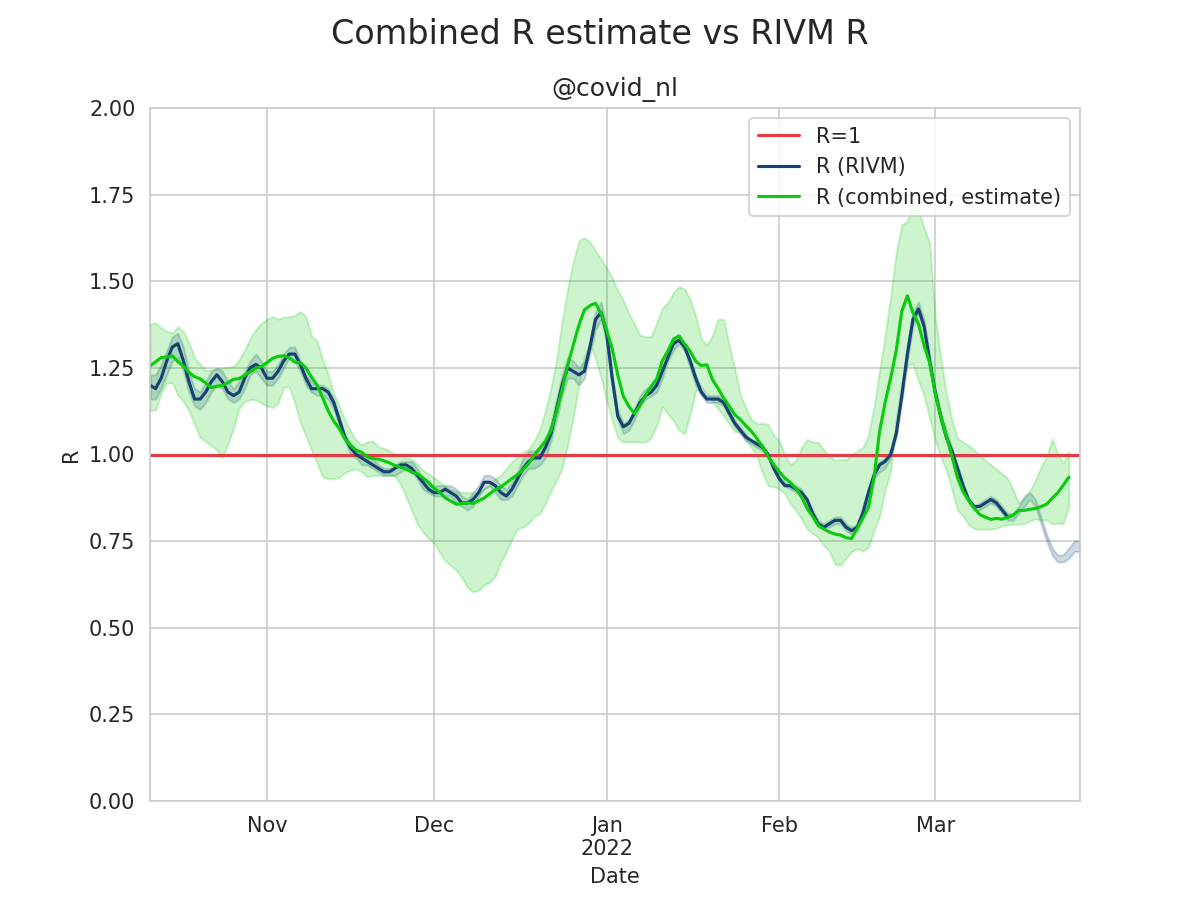 Combined R estimate vs RIVM R
@covid_nl
2.00
1.75
1.50
1.25
1.00
0.75
0.50
0.25
0.00
R
R=1
R (RIVM)
R (combined, estimate)
Nov Dec Jan Feb Mar
2022
Date